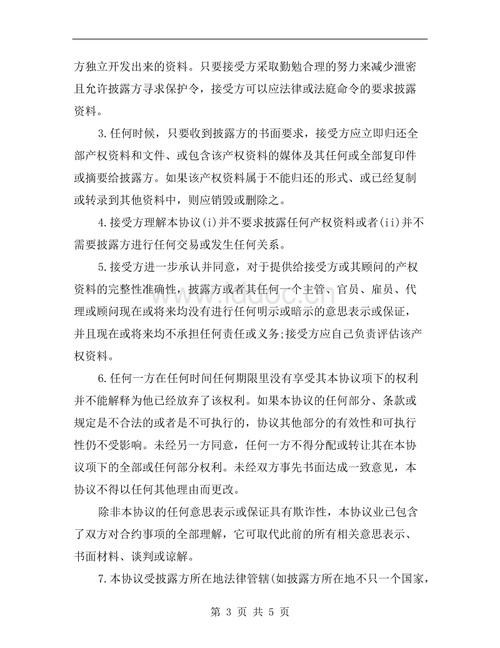 方独立开发出来的资料。只要接受方采取勤勉合理的努力来减少泄密
且允许披露方寻求保护令，接受方可以应法律或法庭命令的要求披露
资料。
3.任何时候，只要收到披露方的书面要求，接受方应立即归还全
部产权资料和文件、或包含该产权资料的媒体及其任何或全部复印件
或摘要给披露方。如果该产权资料属于不能归还的形式、或已经复制
或转录到其他资料中，则应销毁或删除之。
4.接受方理解本协议(i)并不要求披露任何产权资料或者(ii)并不
需要披露方进行任何交易或发生任何关系。
5.接受方进一步承认并同意，对于提供给接受方或其顾问的产权
资料的完整性准确性，披露方或者其任何一个主管、官员、雇员、代
理或顾问现在或将来均没有进行任何明示或暗示的意思表示或保证，
并且现在或将来均不承担任何责任或义务;接受方应自己负责评估该产
权资料。
6.任何一方在任何时间任何期限里没有享受其本协议项下的权利
并不能解释为他已经放弃了该权利。如果本协议的任何部分、条款或
规定是不合法的或者是不可执行的，协议其他部分的有效性和可执行
性仍不受影响。未经另一方同意，任何一方不得分配或转让其在本协
议项下的全部或任何部分权利。未经双方事先书面达成一致意见，本
协议不得以任何其他理由而更改。
除非本协议的任何意思表示或保证具有欺诈性，本协议业已包含
了双方对合约事项的全部理解，它可取代此前的所有相关意思表示、
书面材料、谈判或谅解。
7.本协议受披露方所在地法律管辖(如披露方所在地不只一个国家，
第 3 页 共 5 页